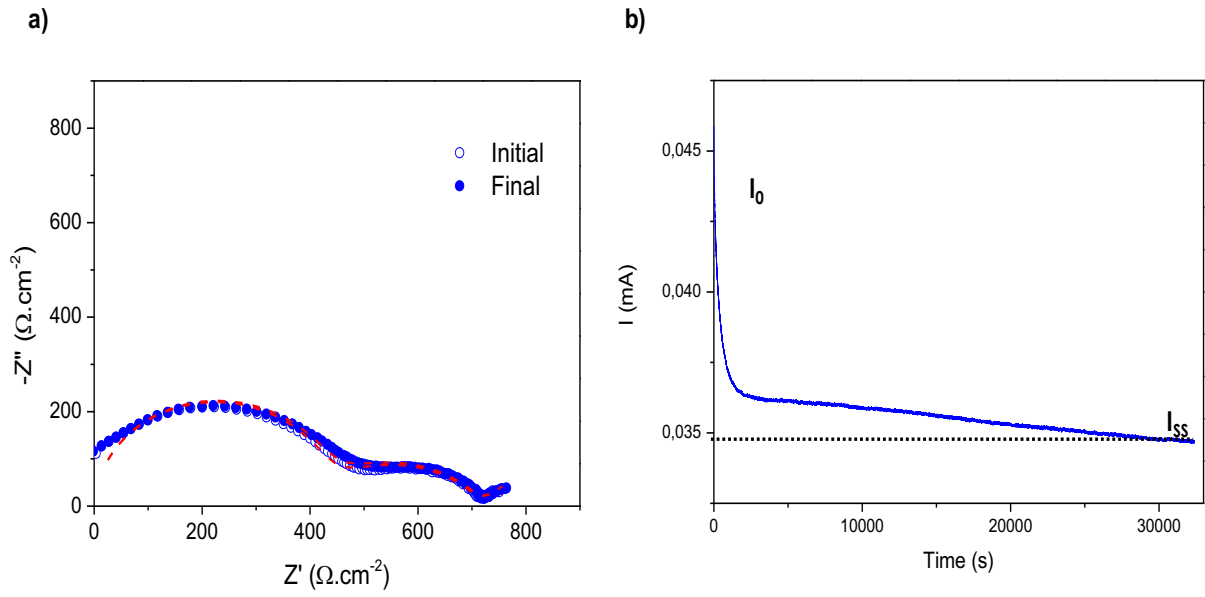 a)
-Z'' (Ω.cm⁻²)
800
600
400
200
0
0 200 400 600 800
Z' (Ω.cm⁻²)
Initial
Final
b)
I (mA)
0,045
0,040
0,035
0 10000 20000 30000
Time (s)
I₀
Iₛₛ